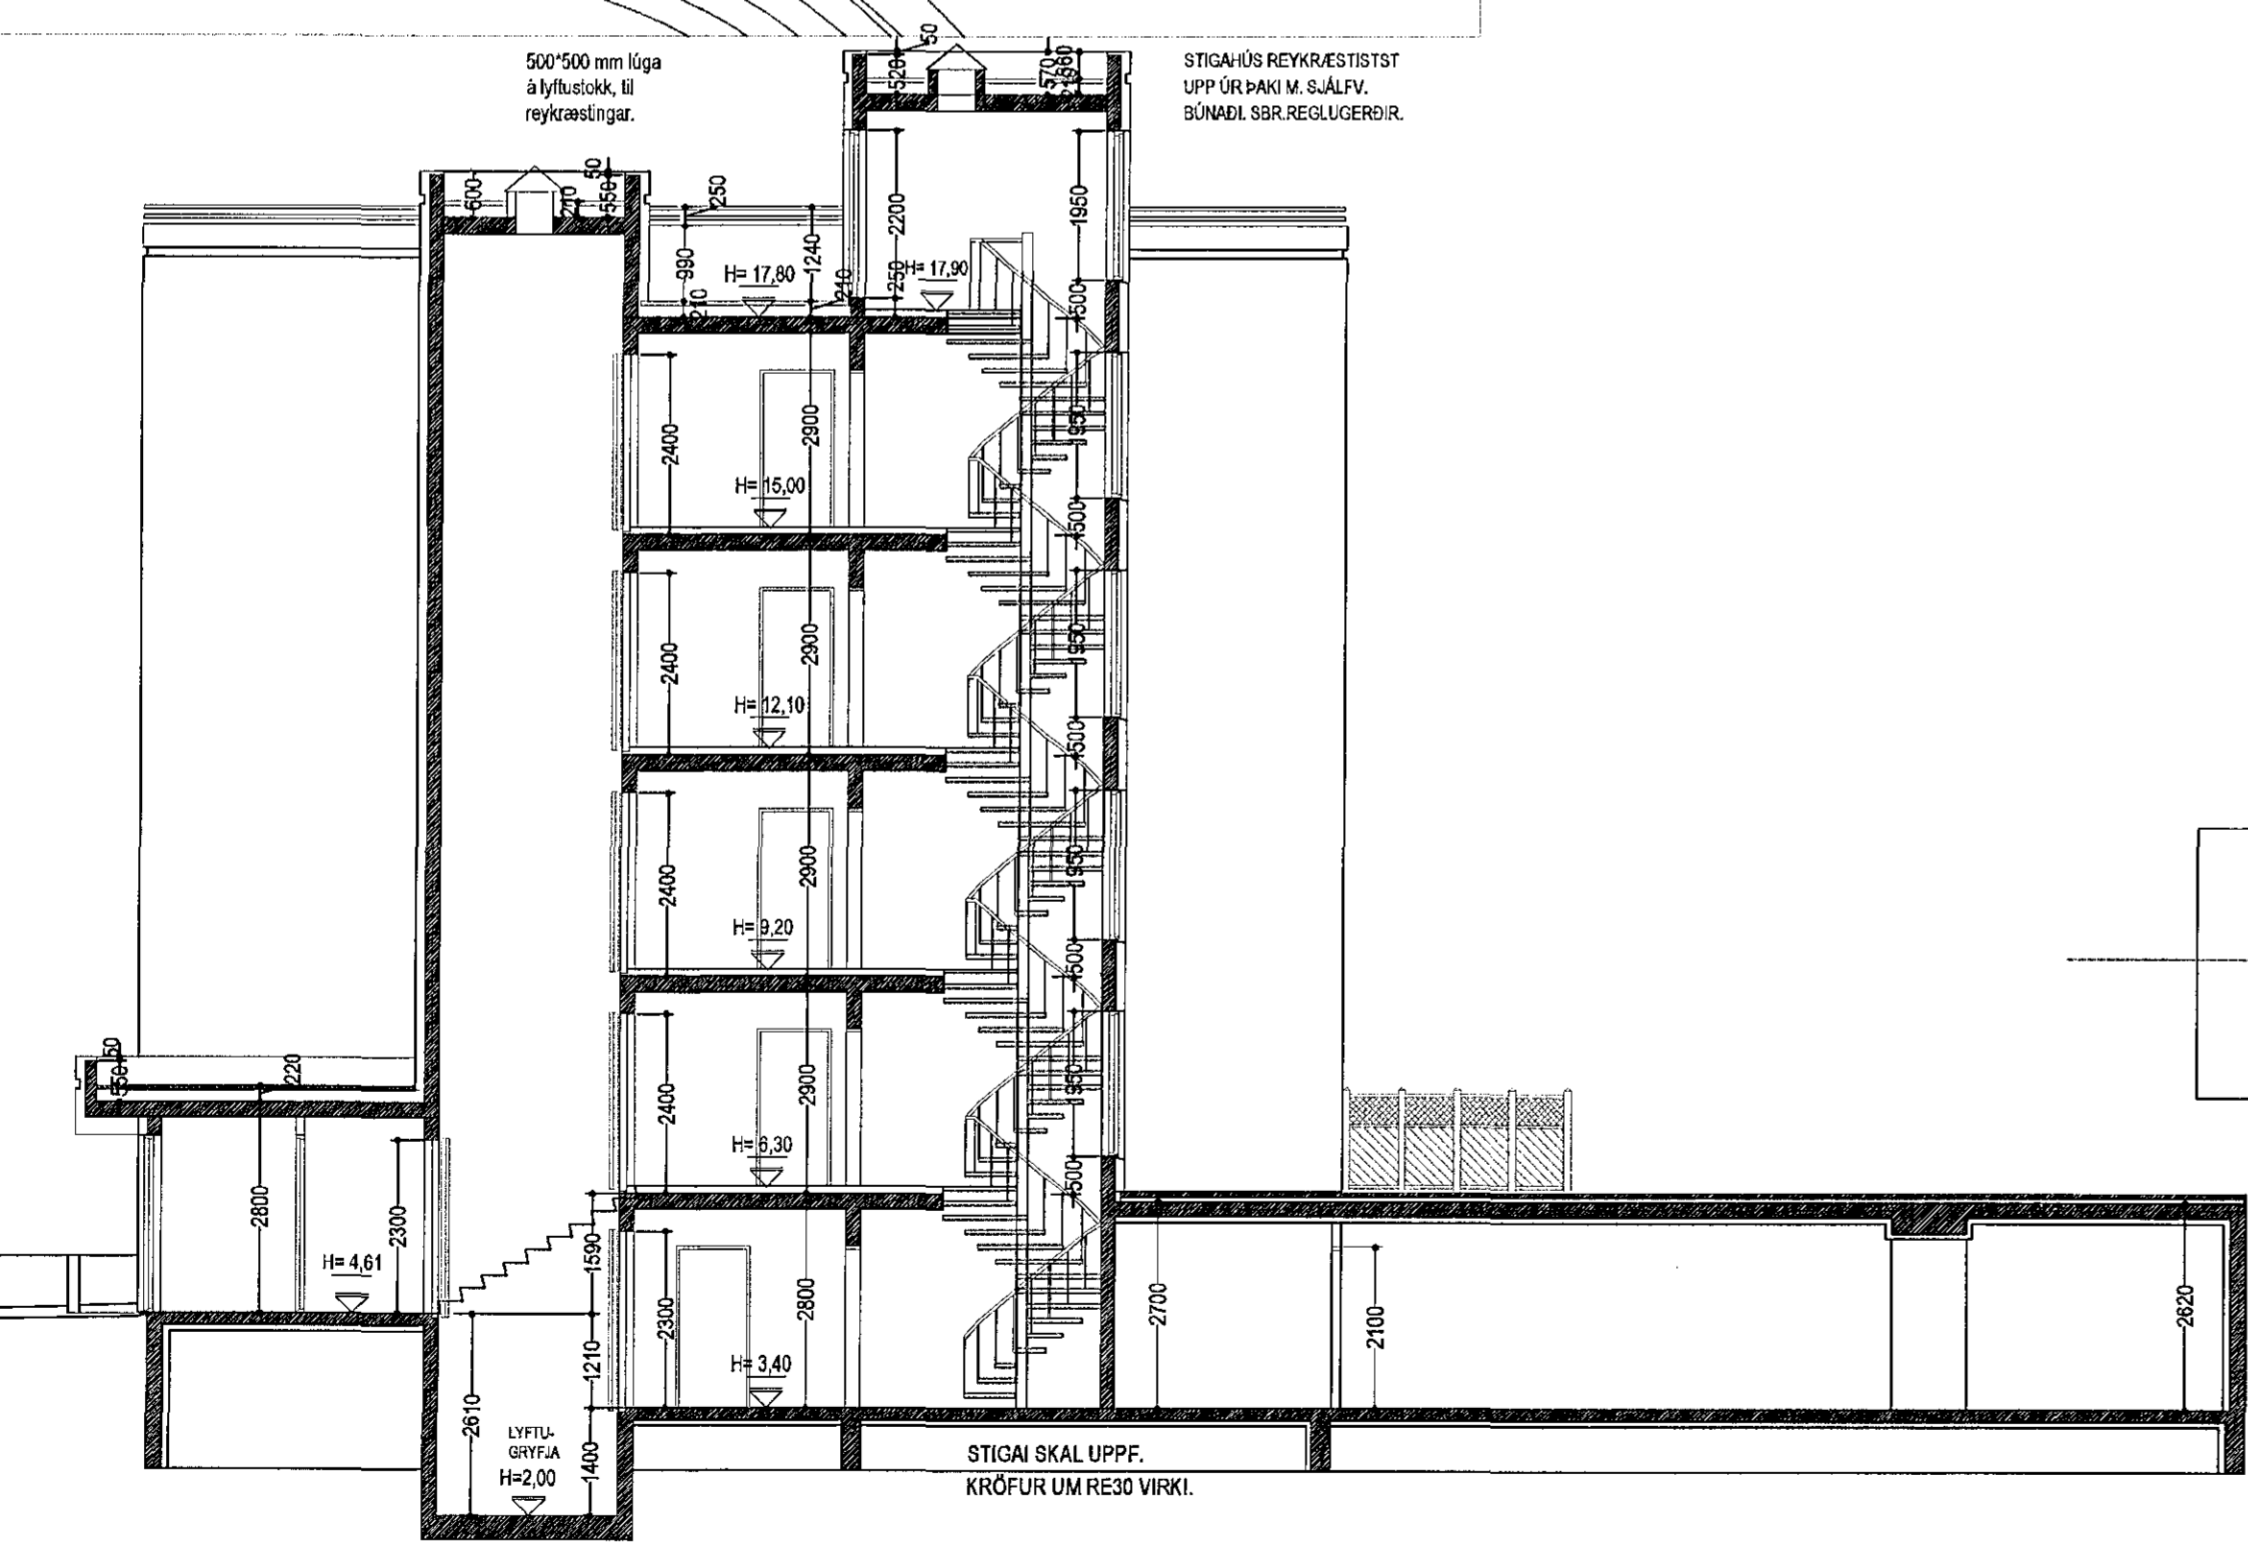 500*500 mm lúga
á lyftustokk, til
reykræstingar.
STIGAHÚS REYKRÆSTISTST
UPP ÚR ÞAKI M. SJÁLFV.
BÚNAÐI. SBR.REGLUGERÐIR.
50
520
570
600
210
50
550
250
990
1240
210
210
H= 17,80
2200
250
H= 17,90
1950
500
2400
2900
H= 15,00
1950
500
2400
2900
H= 12,10
1950
500
2400
2900
H= 9,20
1950
500
2400
2900
H= 6,30
1950
500
50
550
220
2800
H= 4,61
2300
1590
1210
2610
1400
LYFTU-
GRYFJA
H=2,00
2300
2800
H= 3,40
2700
2100
2620
STIGAI SKAL UPPF.
KRÖFUR UM RE30 VIRKI.